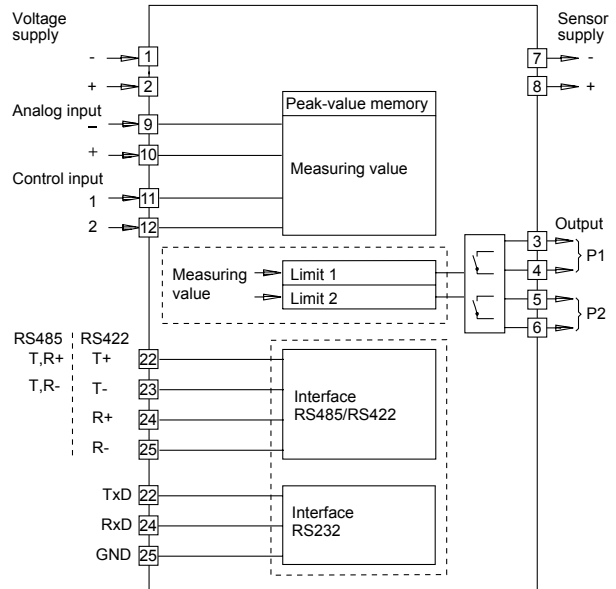 Voltage supply
- 1
+ 2
Analog input
– 9
+ 10
Control input
1 11
2 12
Peak-value memory
Measuring value
Sensor supply
7 -
8 +
Measuring value
Limit 1
Limit 2
Output
3
4
P1
5
6
P2
RS485 RS422
T,R+ T+ 22
T,R- T- 23
R+ 24
R- 25
Interface
RS485/RS422
TxD 22
RxD 24
GND 25
Interface
RS232